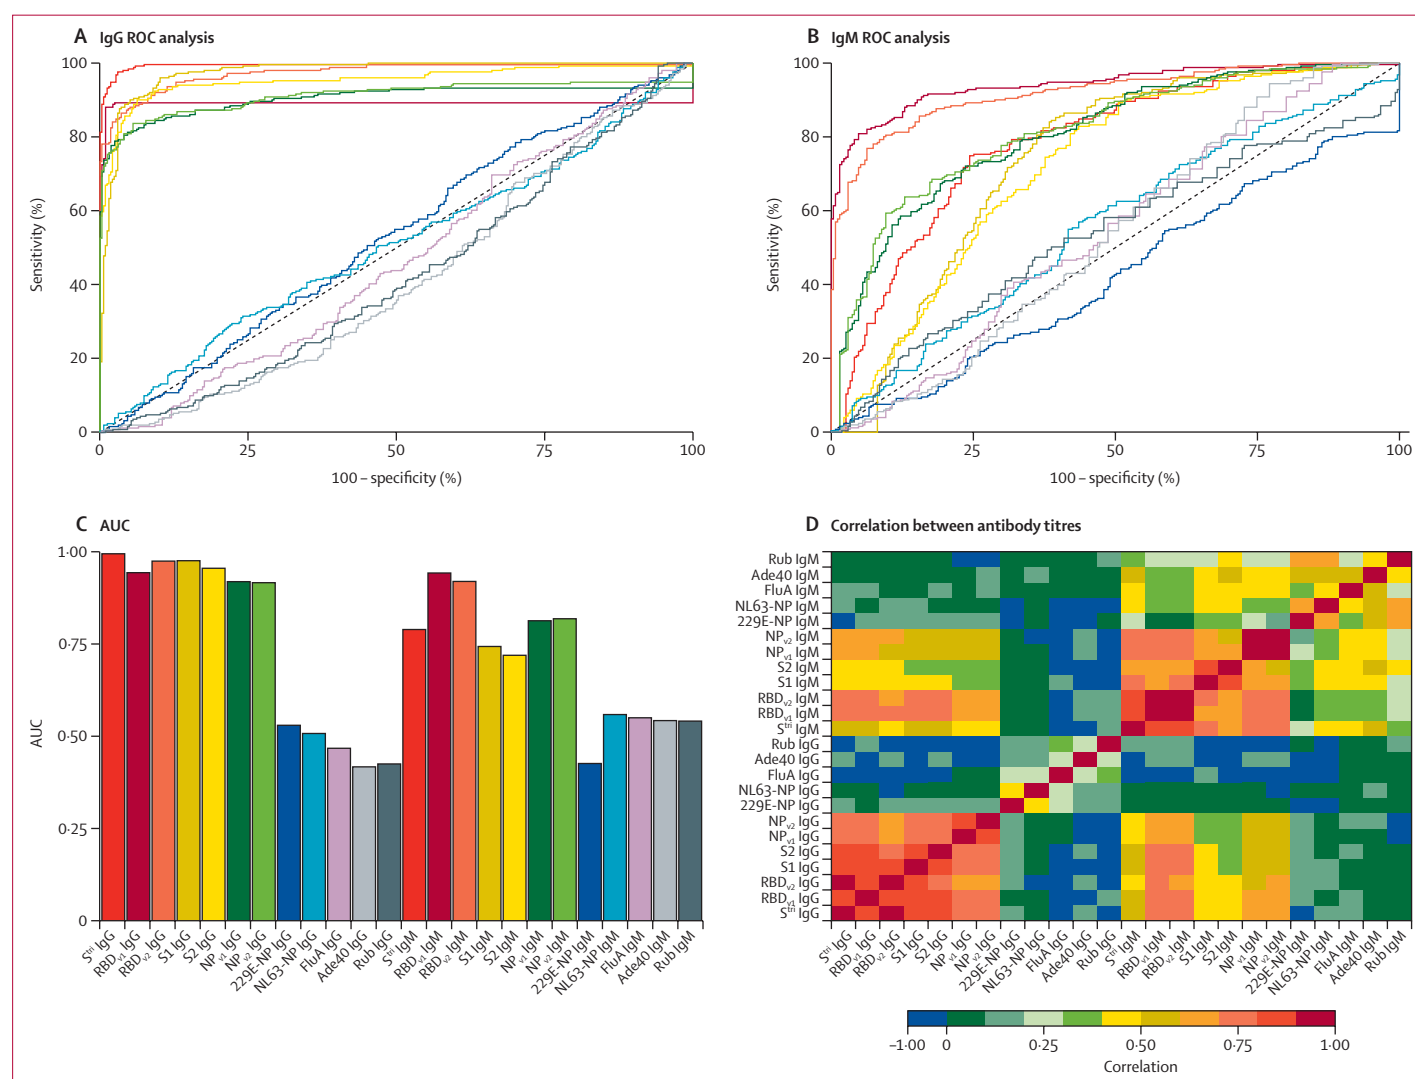 A IgG ROC analysis
100
80
60
40
20
0
Sensitivity (%)
0 25 50 75 100
100 – specificity (%)
B IgM ROC analysis
100
80
60
40
20
0
Sensitivity (%)
0 25 50 75 100
100 – specificity (%)
C AUC
1·00
0·75
0·50
0·25
0
AUC
Stri IgG
RBDv1 IgG
RBDv2 IgG
S1 IgG
S2 IgG
NPv1 IgG
NPv2 IgG
229E-NP IgG
NL63-NP IgG
FluA IgG
Ade40 IgG
Rub IgG
Stri IgM
RBDv1 IgM
RBDv2 IgM
S1 IgM
S2 IgM
NPv1 IgM
NPv2 IgM
229E-NP IgM
NL63-NP IgM
FluA IgM
Ade40 IgM
Rub IgM
D Correlation between antibody titres
Rub IgM
Ade40 IgM
FluA IgM
NL63-NP IgM
229E-NP IgM
NPv2 IgM
NPv1 IgM
S2 IgM
S1 IgM
RBDv2 IgM
RBDv1 IgM
Stri IgM
Rub IgG
Ade40 IgG
FluA IgG
NL63-NP IgG
229E-NP IgG
NPv2 IgG
NPv1 IgG
S2 IgG
S1 IgG
RBDv2 IgG
RBDv1 IgG
Stri IgG
Stri IgG
RBDv1 IgG
RBDv2 IgG
S1 IgG
S2 IgG
NPv1 IgG
NPv2 IgG
229E-NP IgG
NL63-NP IgG
FluA IgG
Ade40 IgG
Rub IgG
Stri IgM
RBDv1 IgM
RBDv2 IgM
S1 IgM
S2 IgM
NPv1 IgM
NPv2 IgM
229E-NP IgM
NL63-NP IgM
FluA IgM
Ade40 IgM
Rub IgM
–1·00 0 0·25 0·50 0·75 1·00
Correlation